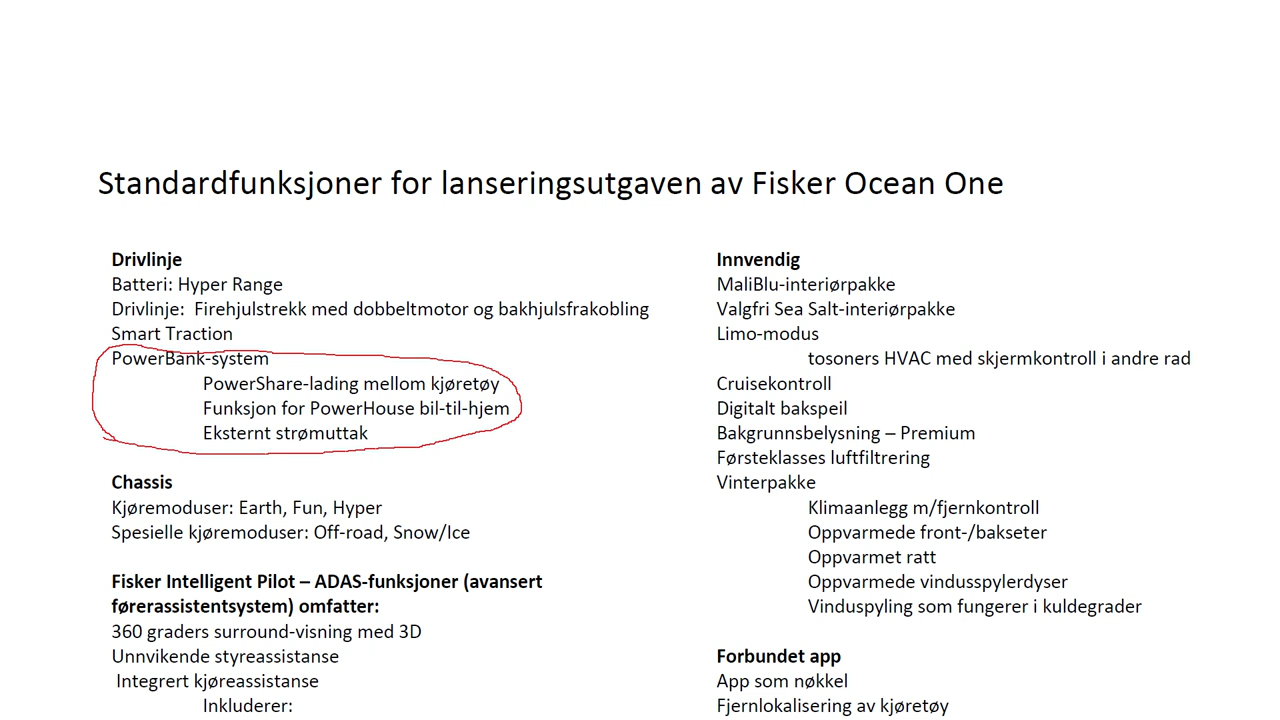 Standardfunksjoner for lanseringsutgaven av Fisker Ocean One
Drivlinje
Batteri: Hyper Range
Drivlinje:  Firehjulstrekk med dobbeltmotor og bakhjulsfrakobling
Smart Traction
PowerBank-system
PowerShare-lading mellom kjøretøy
Funksjon for PowerHouse bil-til-hjem
Eksternt strømuttak
Chassis
Kjøremoduser: Earth, Fun, Hyper
Spesielle kjøremoduser: Off-road, Snow/Ice
Fisker Intelligent Pilot – ADAS-funksjoner (avansert
førerassistentsystem) omfatter:
360 graders surround-visning med 3D
Unnvikende styreassistanse
Integrert kjøreassistanse
Inkluderer:
Innvendig
MaliBlu-interiørpakke
Valgfri Sea Salt-interiørpakke
Limo-modus
tosoners HVAC med skjermkontroll i andre rad
Cruisekontroll
Digitalt bakspeil
Bakgrunnsbelysning – Premium
Førsteklasses luftfiltrering
Vinterpakke
Klimaanlegg m/fjernkontroll
Oppvarmede front-/bakseter
Oppvarmet ratt
Oppvarmede vindusspylerdyser
Vinduspyling som fungerer i kuldegrader
Forbundet app
App som nøkkel
Fjernlokalisering av kjøretøy